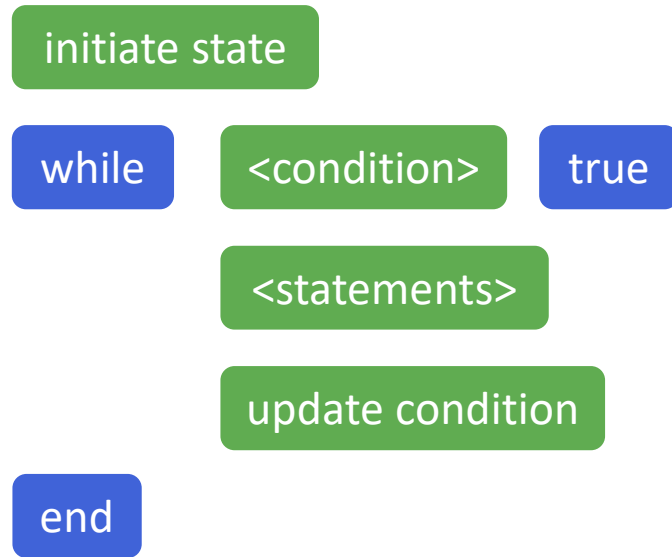 initiate state
while <condition> true
<statements>
update condition
end